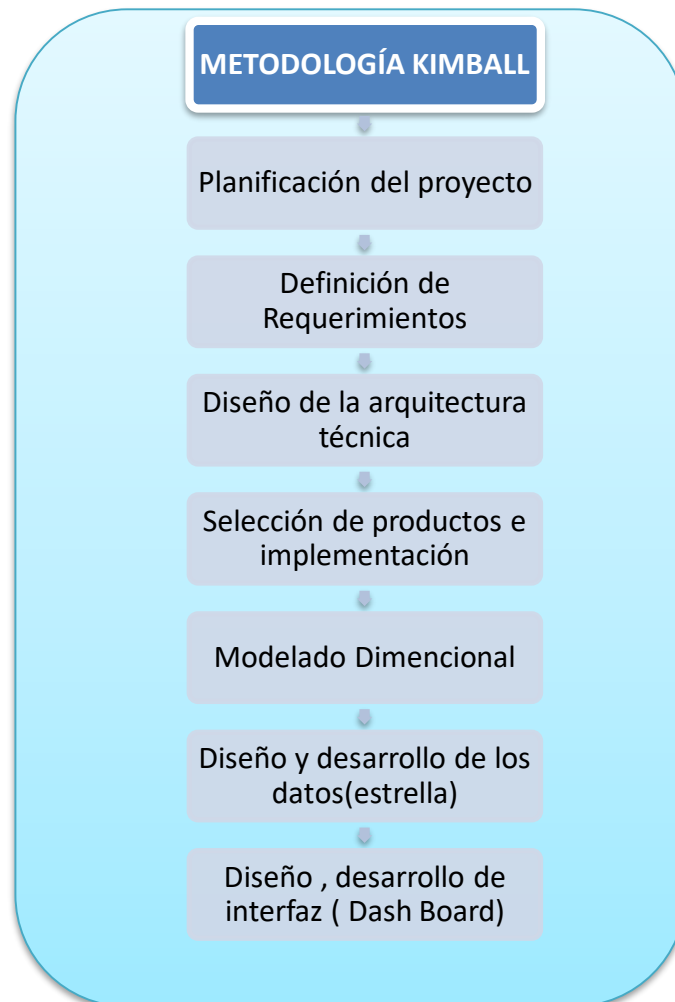 METODOLOGÍA KIMBALL
Planificación del proyecto
Definición de
Requerimientos
Diseño de la arquitectura
técnica
Selección de productos e
implementación
Modelado Dimencional
Diseño y desarrollo de los
datos(estrella)
Diseño , desarrollo de
interfaz ( Dash Board)